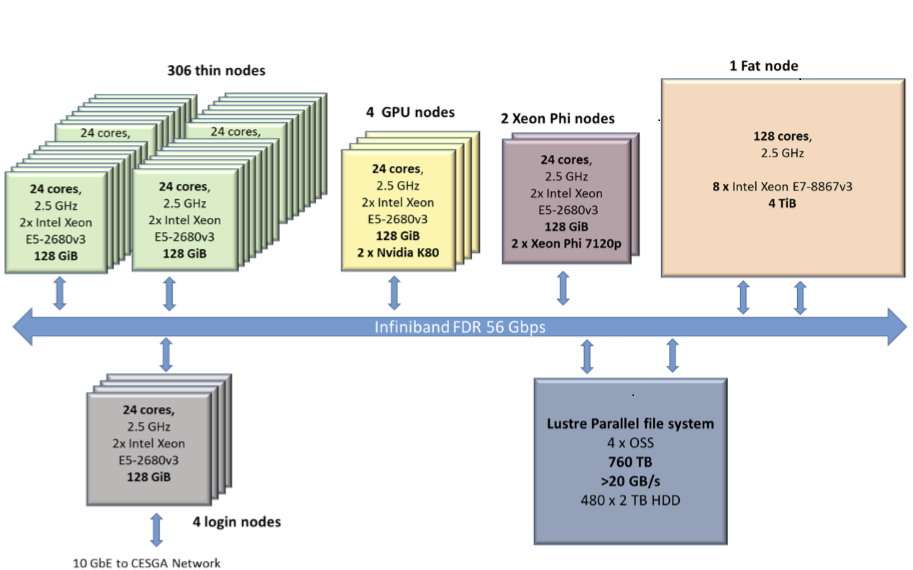 306 thin nodes
24 cores,
24 cores,
24 cores,
2.5 GHz
2x Intel Xeon
E5-2680v3
128 GiB
24 cores,
2.5 GHz
2x Intel Xeon
E5-2680v3
128 GiB
4 GPU nodes
24 cores,
2.5 GHz
2x Intel Xeon
E5-2680v3
128 GiB
2 x Nvidia K80
2 Xeon Phi nodes
24 cores,
2.5 GHz
2x Intel Xeon
E5-2680v3
128 GiB
2 x Xeon Phi 7120p
1 Fat node
128 cores,
2.5 GHz
8 x Intel Xeon E7-8867v3
4 TiB
Infiniband FDR 56 Gbps
24 cores,
2.5 GHz
2x Intel Xeon
E5-2680v3
128 GiB
4 login nodes
10 GbE to CESGA Network
Lustre Parallel file system
4 x OSS
760 TB
>20 GB/s
480 x 2 TB HDD